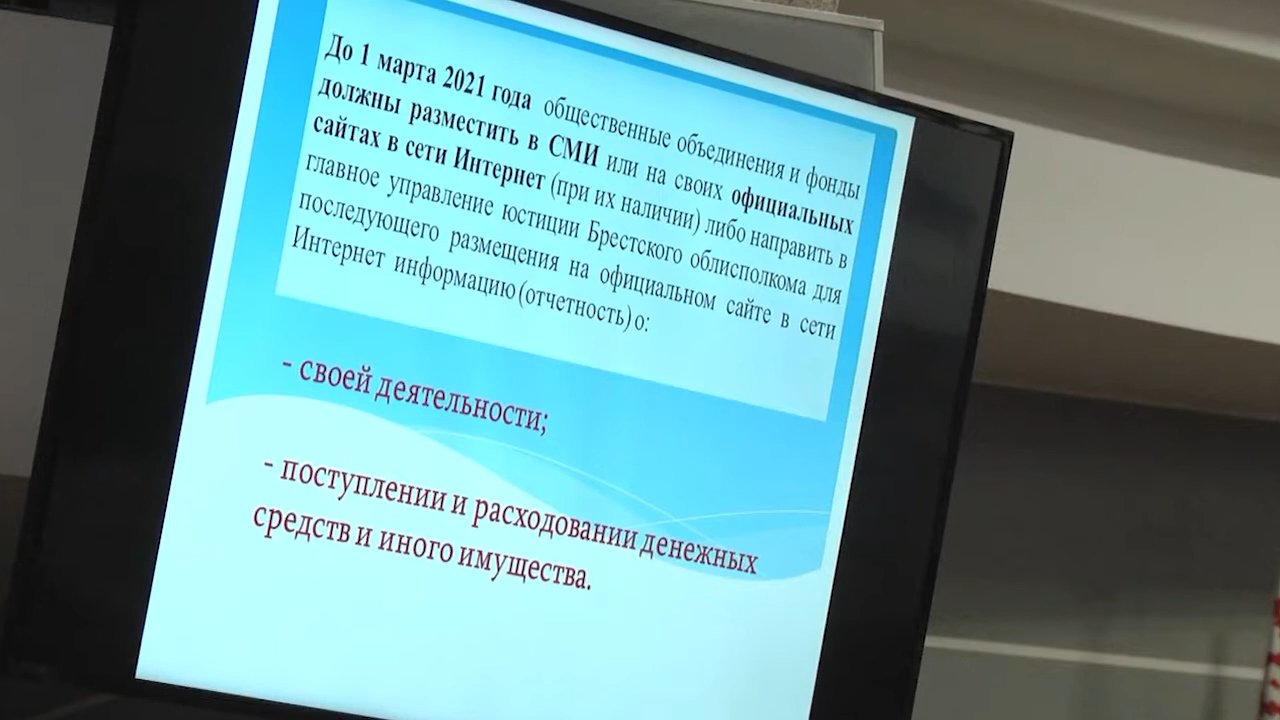 До 1 марта 2021 года общественные объединения и фонды
должны разместить в СМИ или на своих официальных
сайтах в сети Интернет (при их наличии) либо направить в
главное управление юстиции Брестского облисполкома для
последующего размещения на официальном сайте в сети
Интернет информацию (отчетность) о:
- своей деятельности;
- поступлении и расходовании денежных
средств и иного имущества.